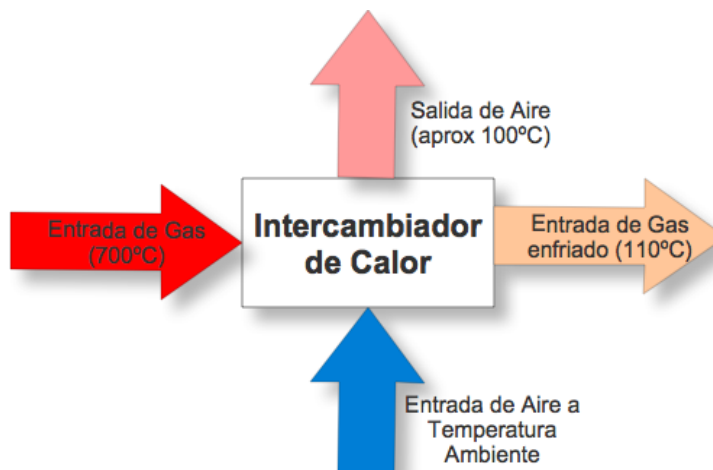 Salida de Aire
(aprox 100ºC)
Entrada de Gas
(700ºC)
Intercambiador
de Calor
Entrada de Gas
enfriado (110ºC)
Entrada de Aire a
Temperatura
Ambiente